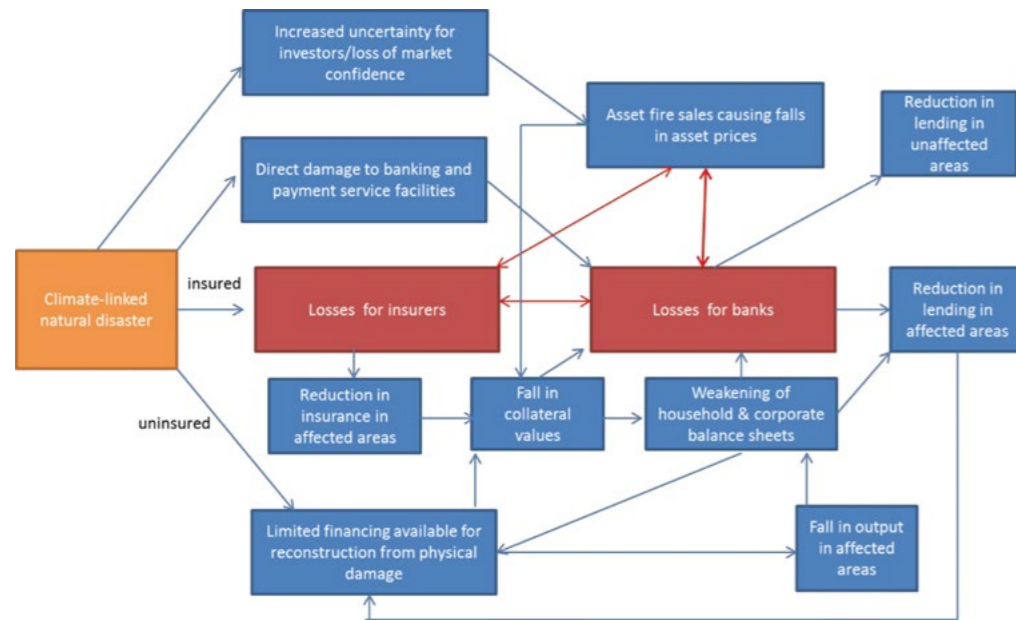 Increased uncertainty for
investors/loss of market
confidence
Asset fire sales causing falls
in asset prices
Reduction in
lending in
unaffected
areas
Direct damage to banking and
payment service facilities
Climate-linked
natural disaster
insured
Losses  for insurers
Losses  for banks
Reduction in
lending in
affected areas
Reduction in
insurance in
affected areas
Fall in
collateral
values
Weakening of
household & corporate
balance sheets
uninsured
Limited financing available for
reconstruction from physical
damage
Fall in output
in affected
areas